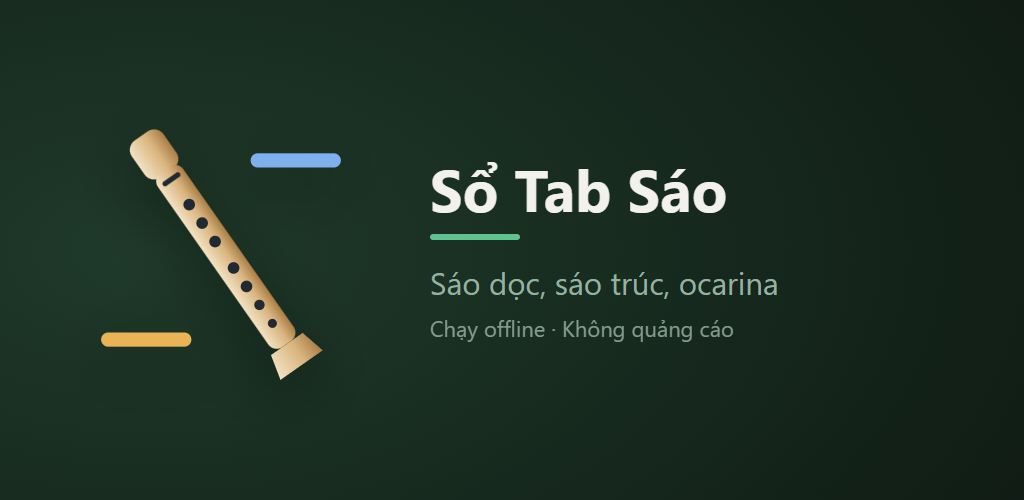 Sổ Tab Sáo
Sáo dọc, sáo trúc, ocarina
Chạy offline · Không quảng cáo